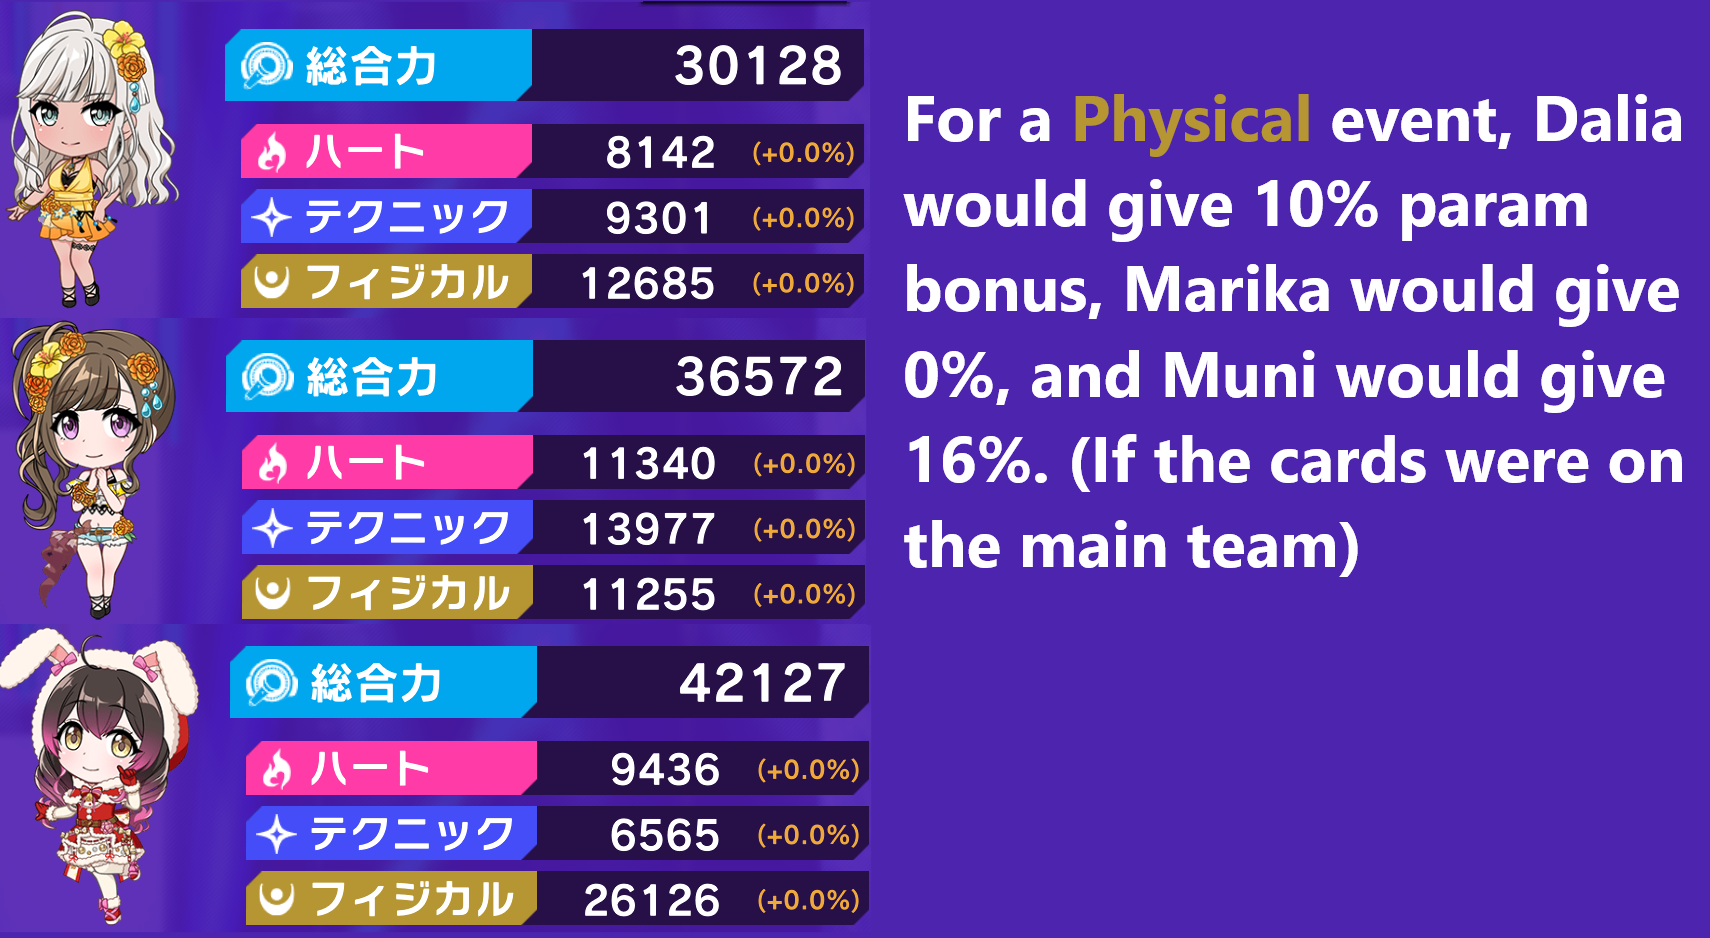 総合力 30128
ハート 8142 (+0.0%)
テクニック 9301 (+0.0%)
フィジカル 12685 (+0.0%)
総合力 36572
ハート 11340 (+0.0%)
テクニック 13977 (+0.0%)
フィジカル 11255 (+0.0%)
総合力 42127
ハート 9436 (+0.0%)
テクニック 6565 (+0.0%)
フィジカル 26126 (+0.0%)
For a Physical event, Dalia
would give 10% param
bonus, Marika would give
0%, and Muni would give
16%. (If the cards were on
the main team)